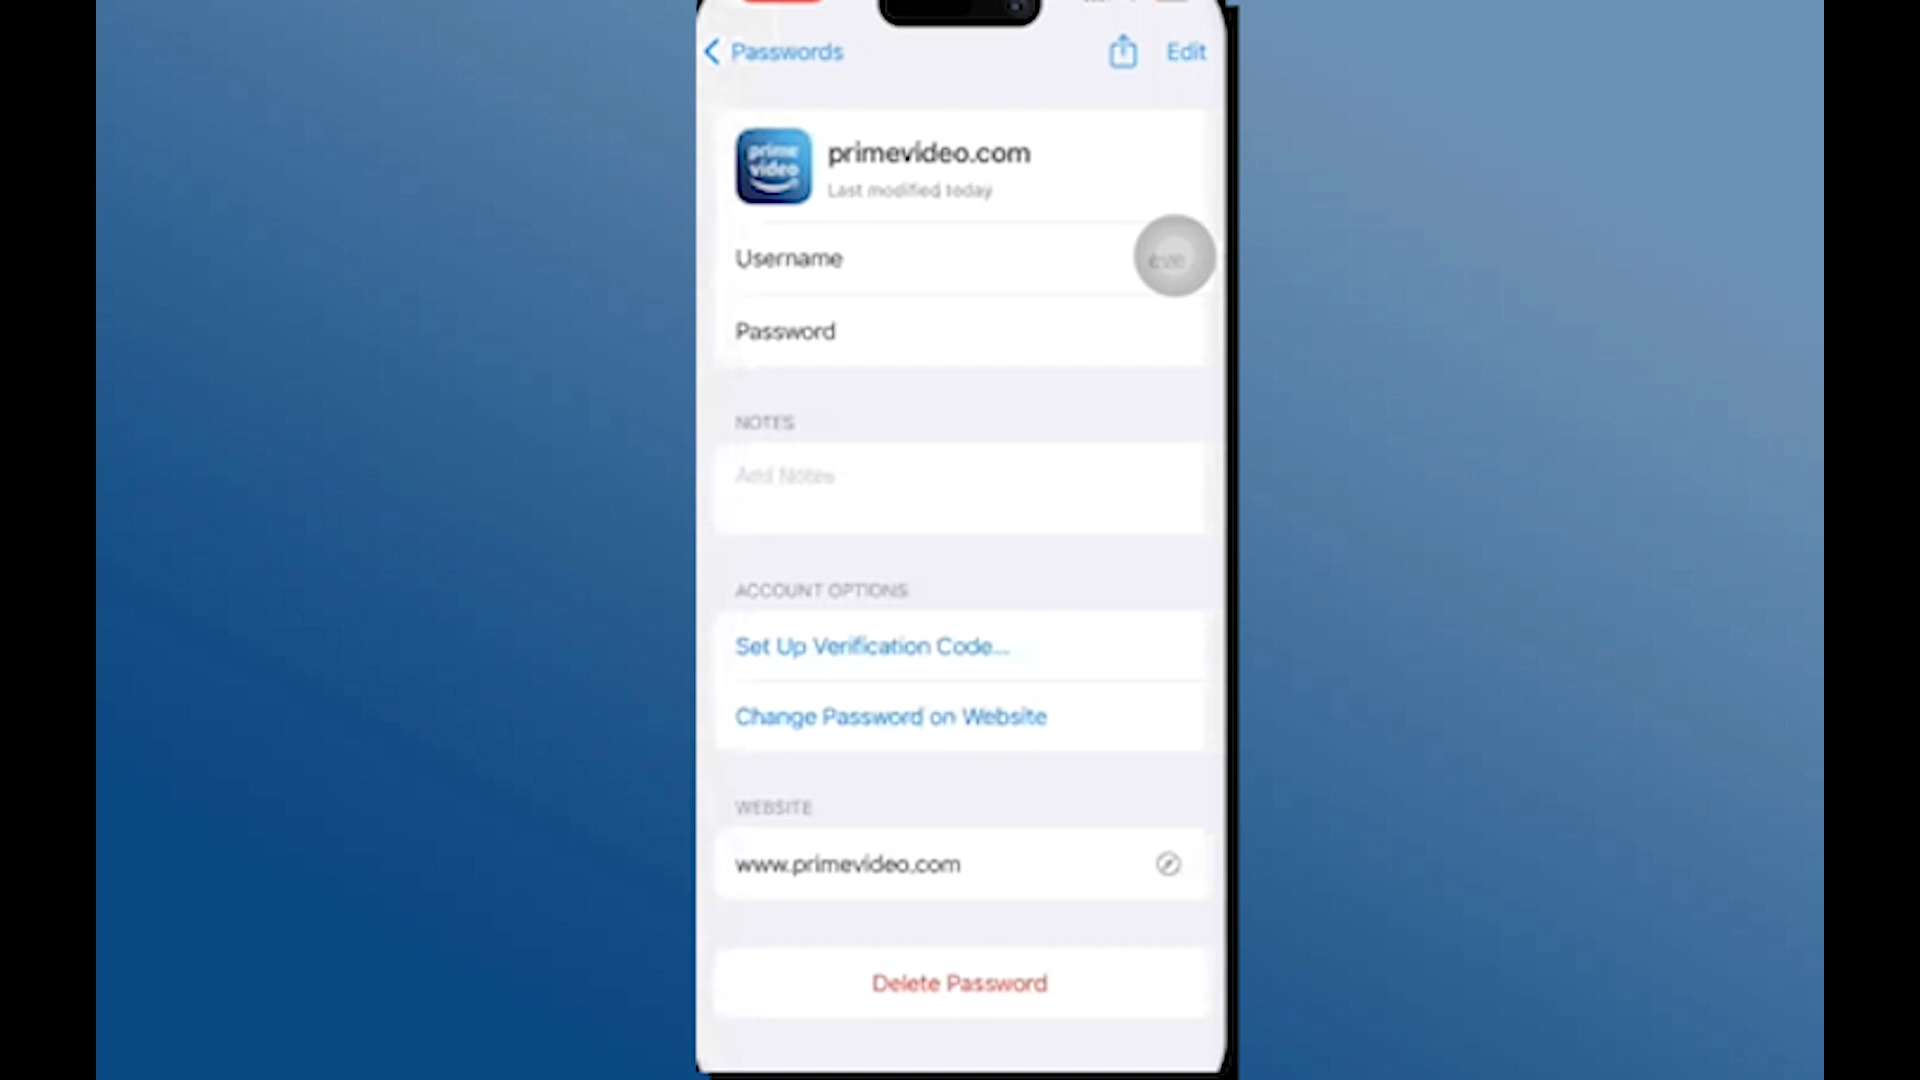 Passwords
Edit
prime
video
primevideo.com
Last modified today
Username
eve
Password
NOTES
Add Notes
ACCOUNT OPTIONS
Set Up Verification Code...
Change Password on Website
WEBSITE
www.primevideo.com
Delete Password